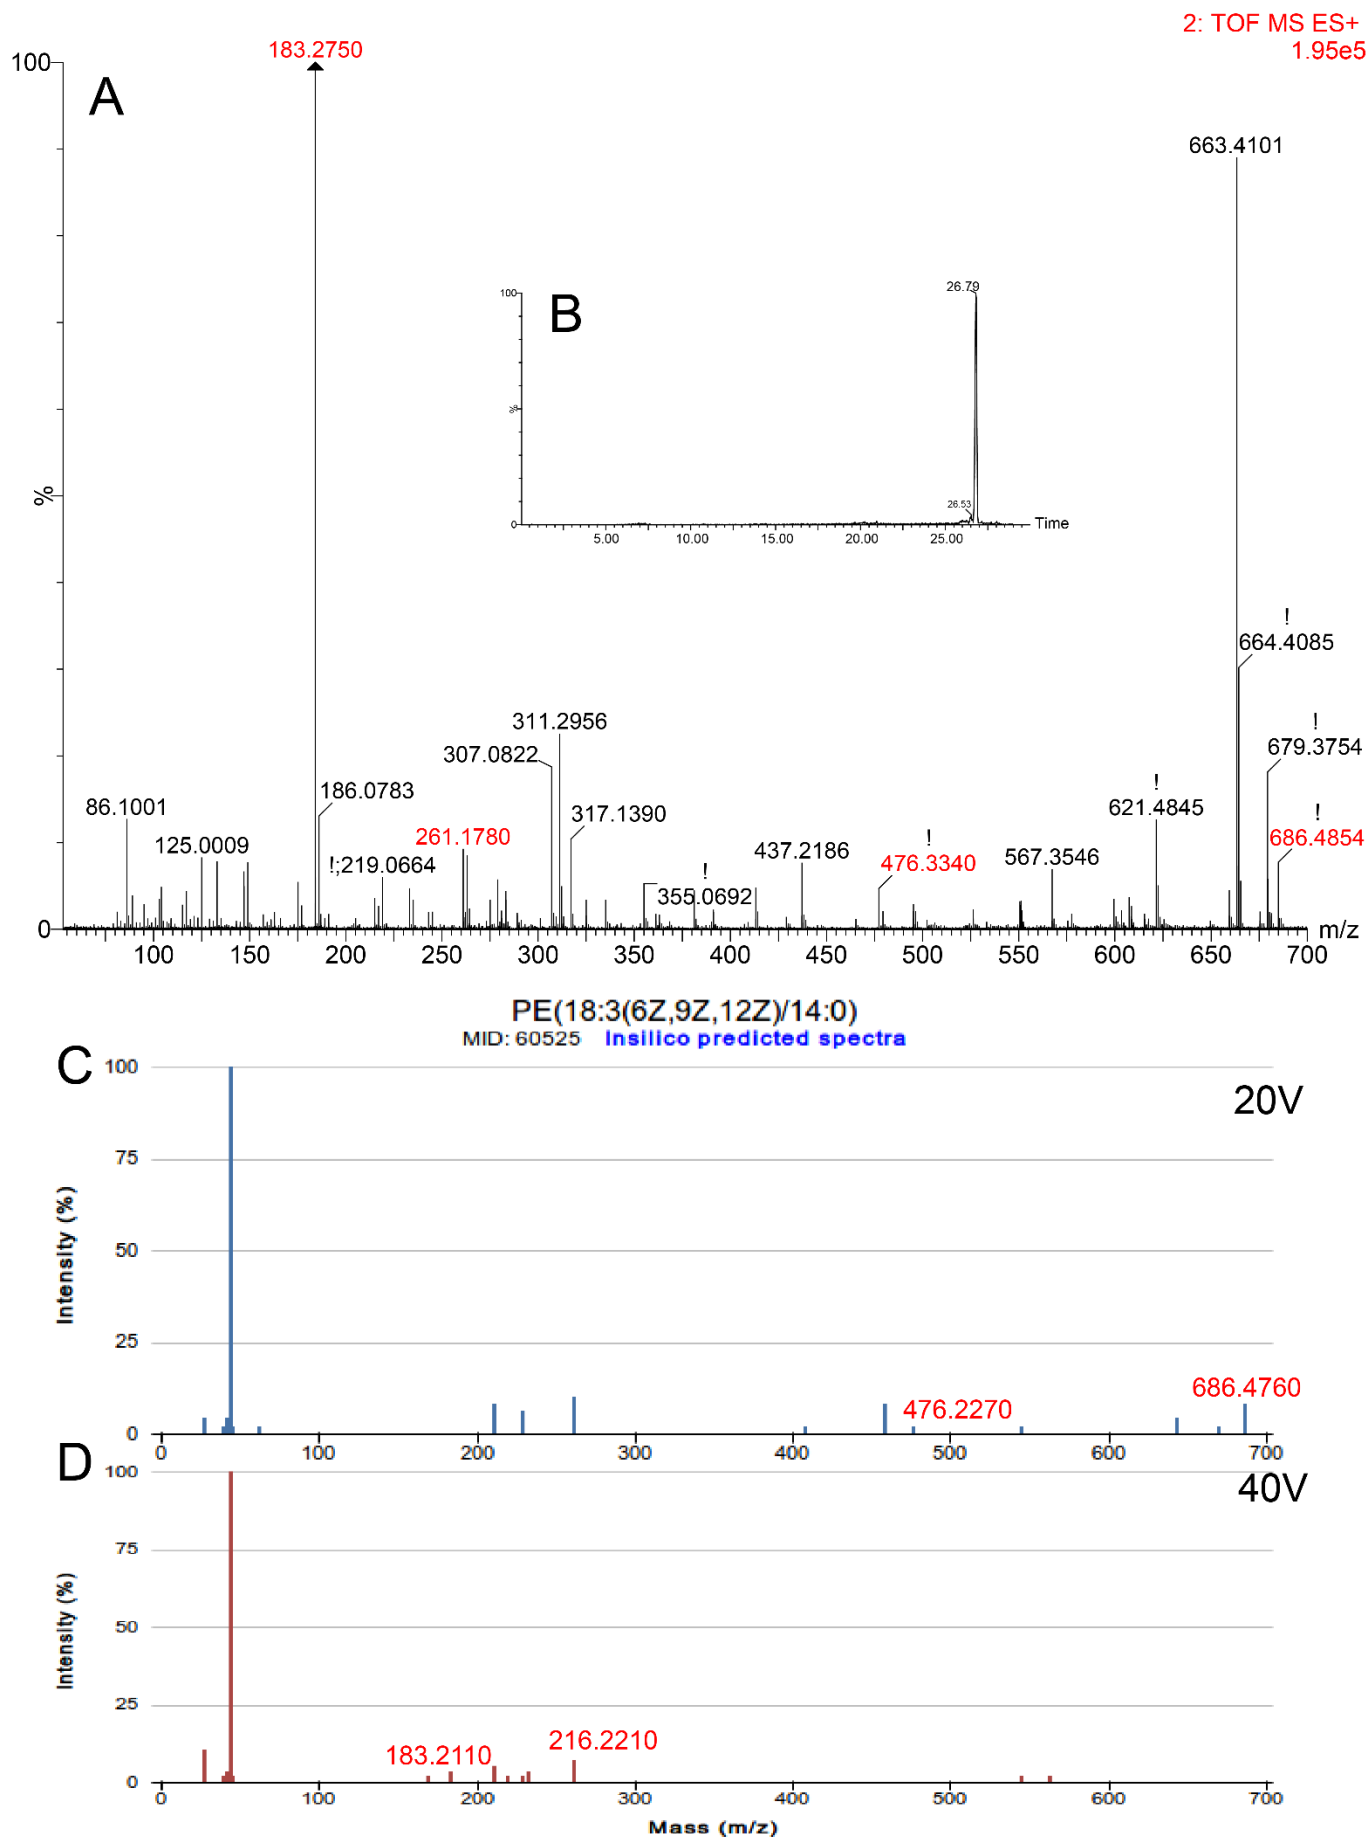 2: TOF MS ES+
1.95e5
183.2750
100
A
663.4101
B
100
26.79
%
26.53
0
5.00 10.00 15.00 20.00 25.00
Time
!
664.4085
!
679.3754
!
686.4854
!
621.4845
311.2956
307.0822
317.1390
186.0783
86.1001
125.0009
!;219.0664
261.1780
!
355.0692
437.2186
!
476.3340
567.3546
%
0
100 150 200 250 300 350 400 450 500 550 600 650 700
m/z
PE(18:3(6Z,9Z,12Z)/14:0)
MID: 60525 Insilico predicted spectra
C
20V
100
75
50
25
0
Intensity (%)
476.2270
686.4760
0 100 200 300 400 500 600 700
D
40V
100
75
50
25
0
Intensity (%)
183.2110
216.2210
0 100 200 300 400 500 600 700
Mass (m/z)